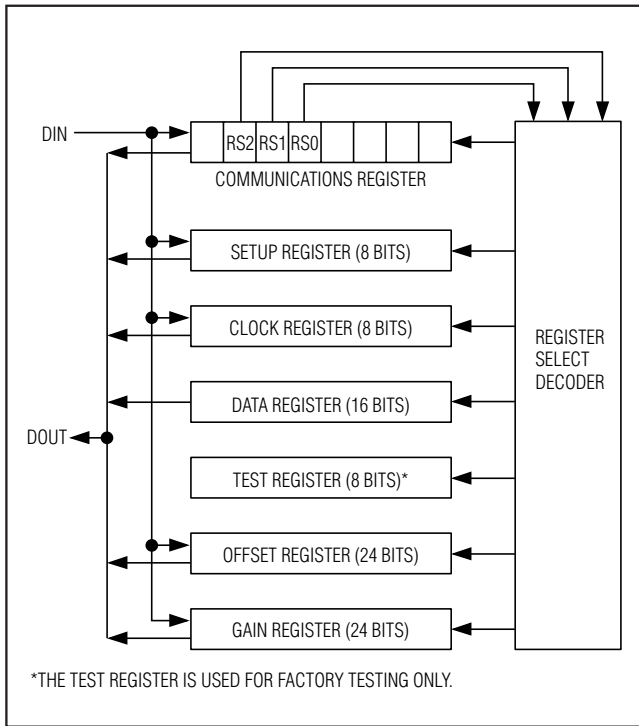 DIN
RS2 RS1 RS0
COMMUNICATIONS REGISTER
SETUP REGISTER (8 BITS)
CLOCK REGISTER (8 BITS)
REGISTER
SELECT
DECODER
DATA REGISTER (16 BITS)
DOUT
TEST REGISTER (8 BITS)*
OFFSET REGISTER (24 BITS)
GAIN REGISTER (24 BITS)
*THE TEST REGISTER IS USED FOR FACTORY TESTING ONLY.